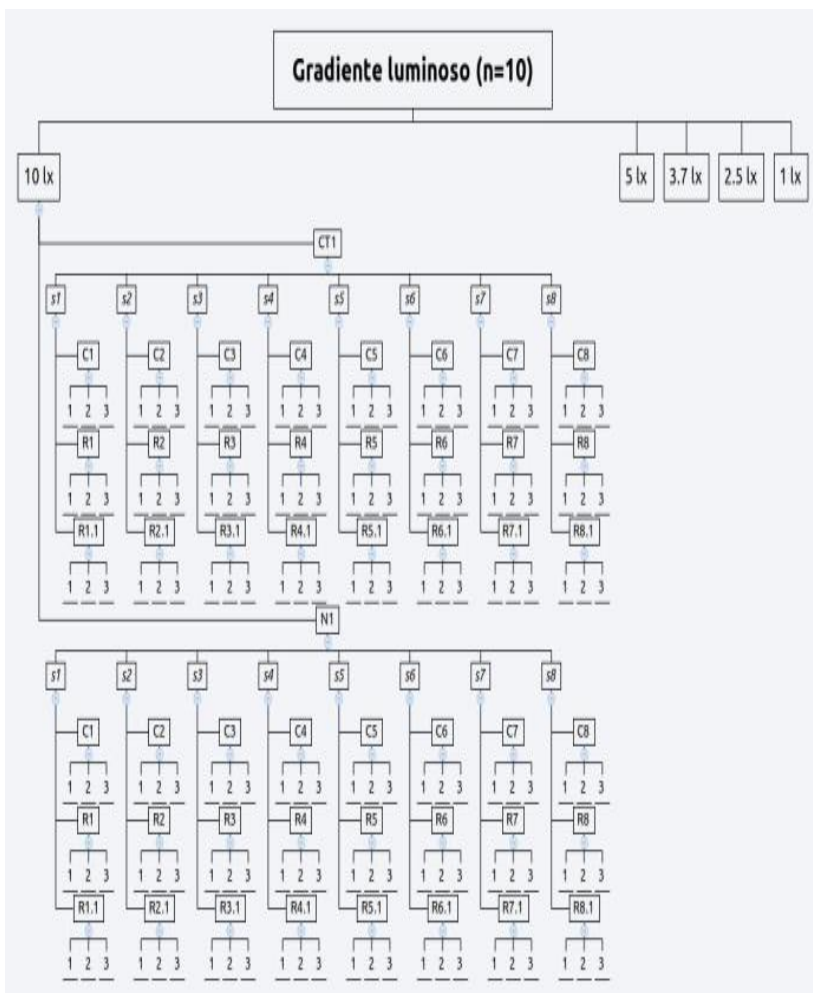 Gradiente luminoso (n=10)
10 lx 5 lx 3.7 lx 2.5 lx 1 lx
CT1
s1 s2 s3 s4 s5 s6 s7 s8
C1 C2 C3 C4 C5 C6 C7 C8
1 2 3 1 2 3 1 2 3 1 2 3 1 2 3 1 2 3 1 2 3 1 2 3
R1 R2 R3 R4 R5 R6 R7 R8
1 2 3 1 2 3 1 2 3 1 2 3 1 2 3 1 2 3 1 2 3 1 2 3
R1.1 R2.1 R3.1 R4.1 R5.1 R6.1 R7.1 R8.1
1 2 3 1 2 3 1 2 3 1 2 3 1 2 3 1 2 3 1 2 3 1 2 3
N1
s1 s2 s3 s4 s5 s6 s7 s8
C1 C2 C3 C4 C5 C6 C7 C8
1 2 3 1 2 3 1 2 3 1 2 3 1 2 3 1 2 3 1 2 3 1 2 3
R1 R2 R3 R4 R5 R6 R7 R8
1 2 3 1 2 3 1 2 3 1 2 3 1 2 3 1 2 3 1 2 3 1 2 3
R1.1 R2.1 R3.1 R4.1 R5.1 R6.1 R7.1 R8.1
1 2 3 1 2 3 1 2 3 1 2 3 1 2 3 1 2 3 1 2 3 1 2 3